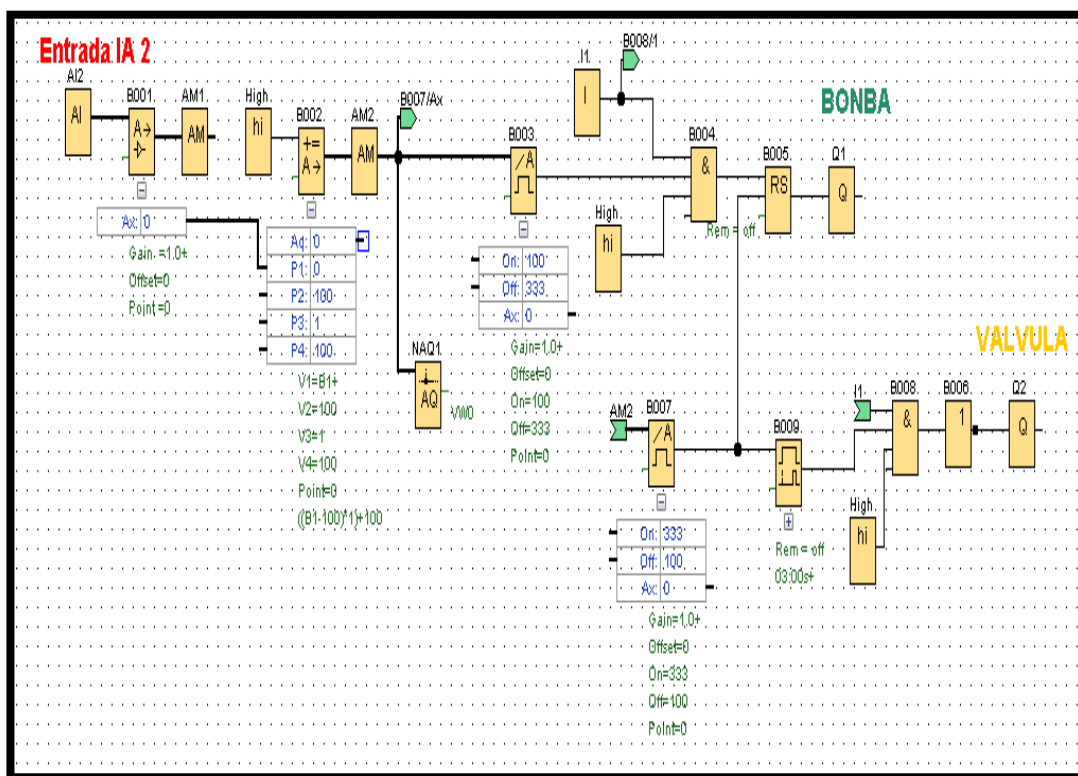 Entrada IA 2
AI2
AI
B001
A→
AM1
AM
High
hi
B002
+=
A→
AM2
AM
B007/Ax
B003
/A
I1
I
B008/1
BONBA
B004
&
B005
RS
Q1
Q
High
hi
Rem = off
Ax: 0
Gain =1.0+
Offset=0
Point =0
Aq: 0
P1: 0
P2: 100
P3: 1
P4: 100
V1=B1+
V2=100
V3=1
V4=100
Point=0
((B1-100)*1)+100
On: 100
Off: 333
Ax: 0
Gain=1.0+
Offset=0
On=100
Off=333
Point=0
NAQ1
AQ
VW0
VALVULA
AM2
B007
/A
B009
I1
B008
&
B006
1
Q2
Q
High
hi
On: 333
Off: 100
Ax: 0
Gain=1.0+
Offset=0
On=333
Off=100
Point=0
Rem = off
03:00s+